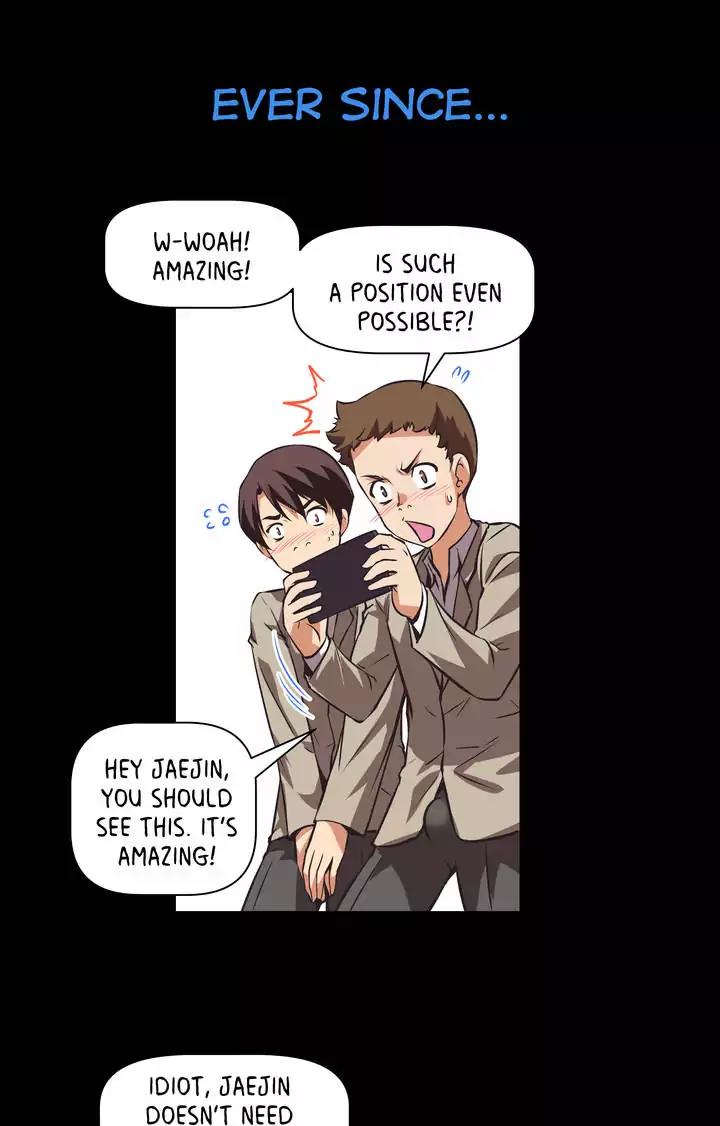 EVER SINCE...
W-WOAH!
AMAZING!
IS SUCH
A POSITION EVEN
POSSIBLE?!
HEY JAEJIN,
YOU SHOULD
SEE THIS. IT'S
AMAZING!
IDIOT, JAEJIN
DOESN'T NEED